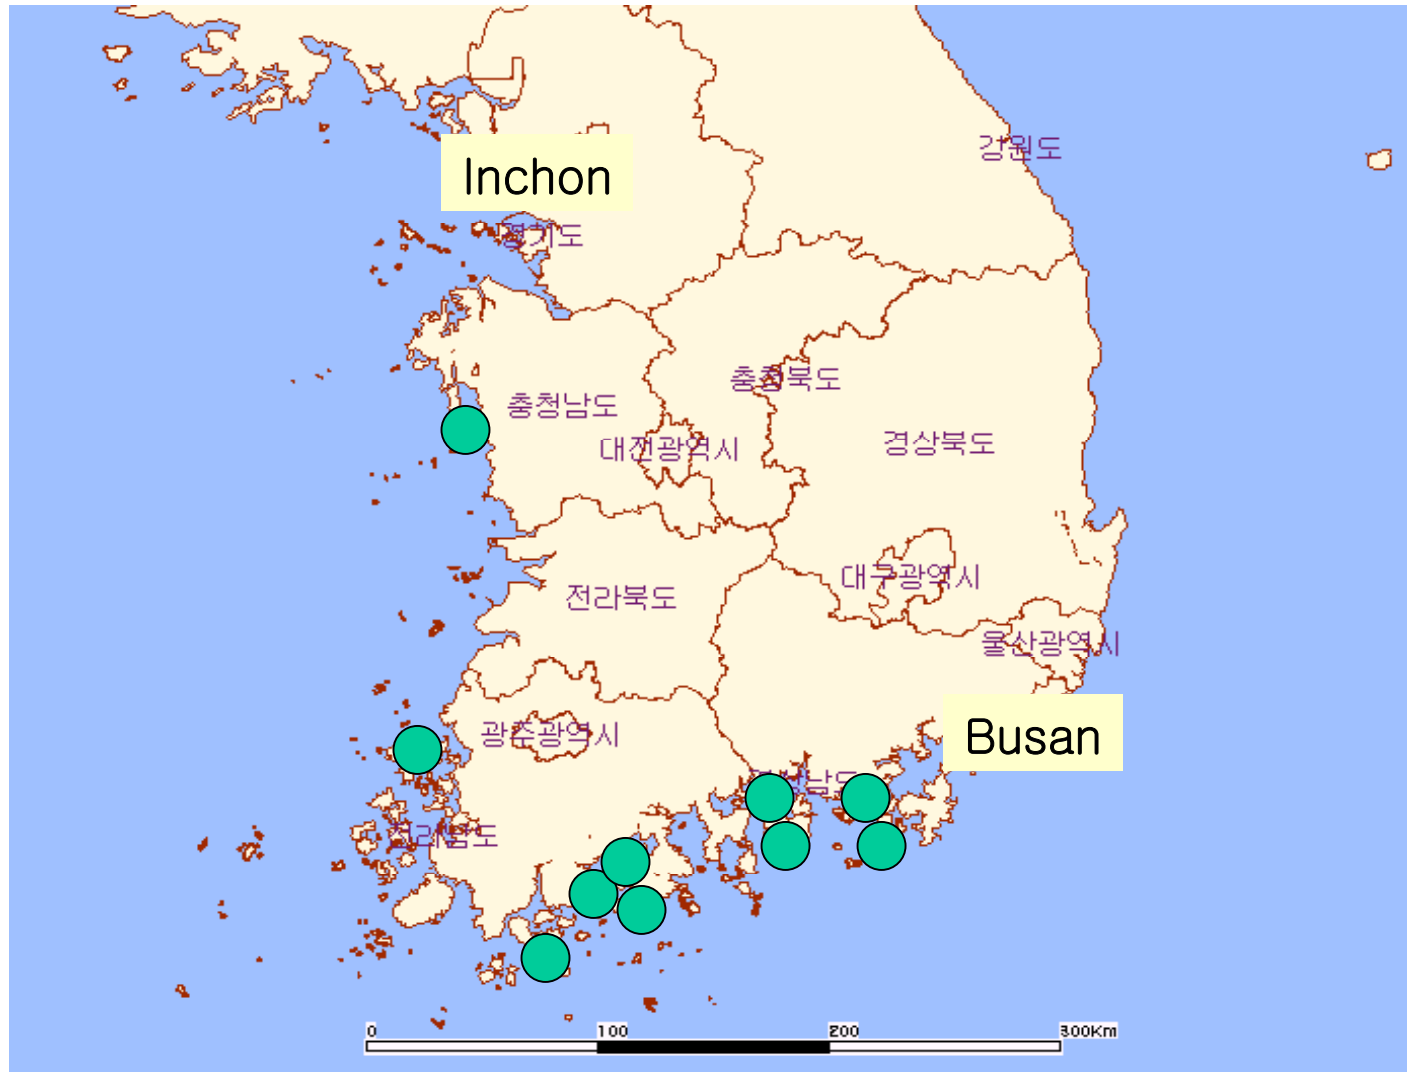 강원도
Inchon
경기도
충청북도
충청남도
대전광역시
경상북도
대구광역시
전라북도
울산광역시
광주광역시
Busan
전라남도
0 100 200 300Km